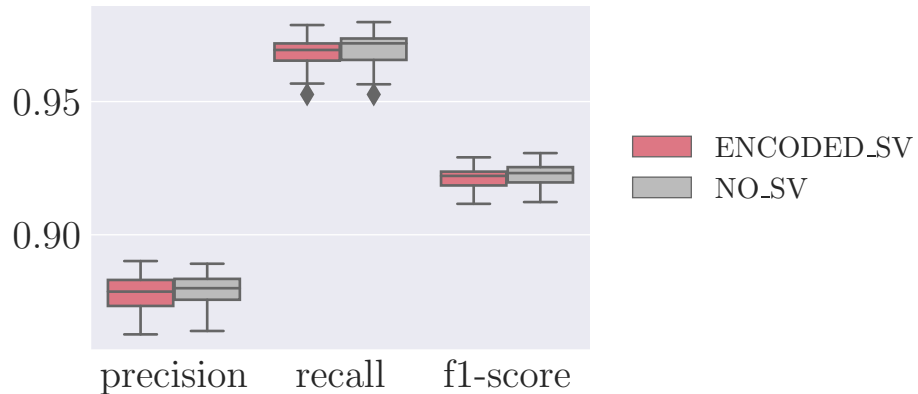 0.95
0.90
precision recall f1-score
ENCODED_SV
NO_SV